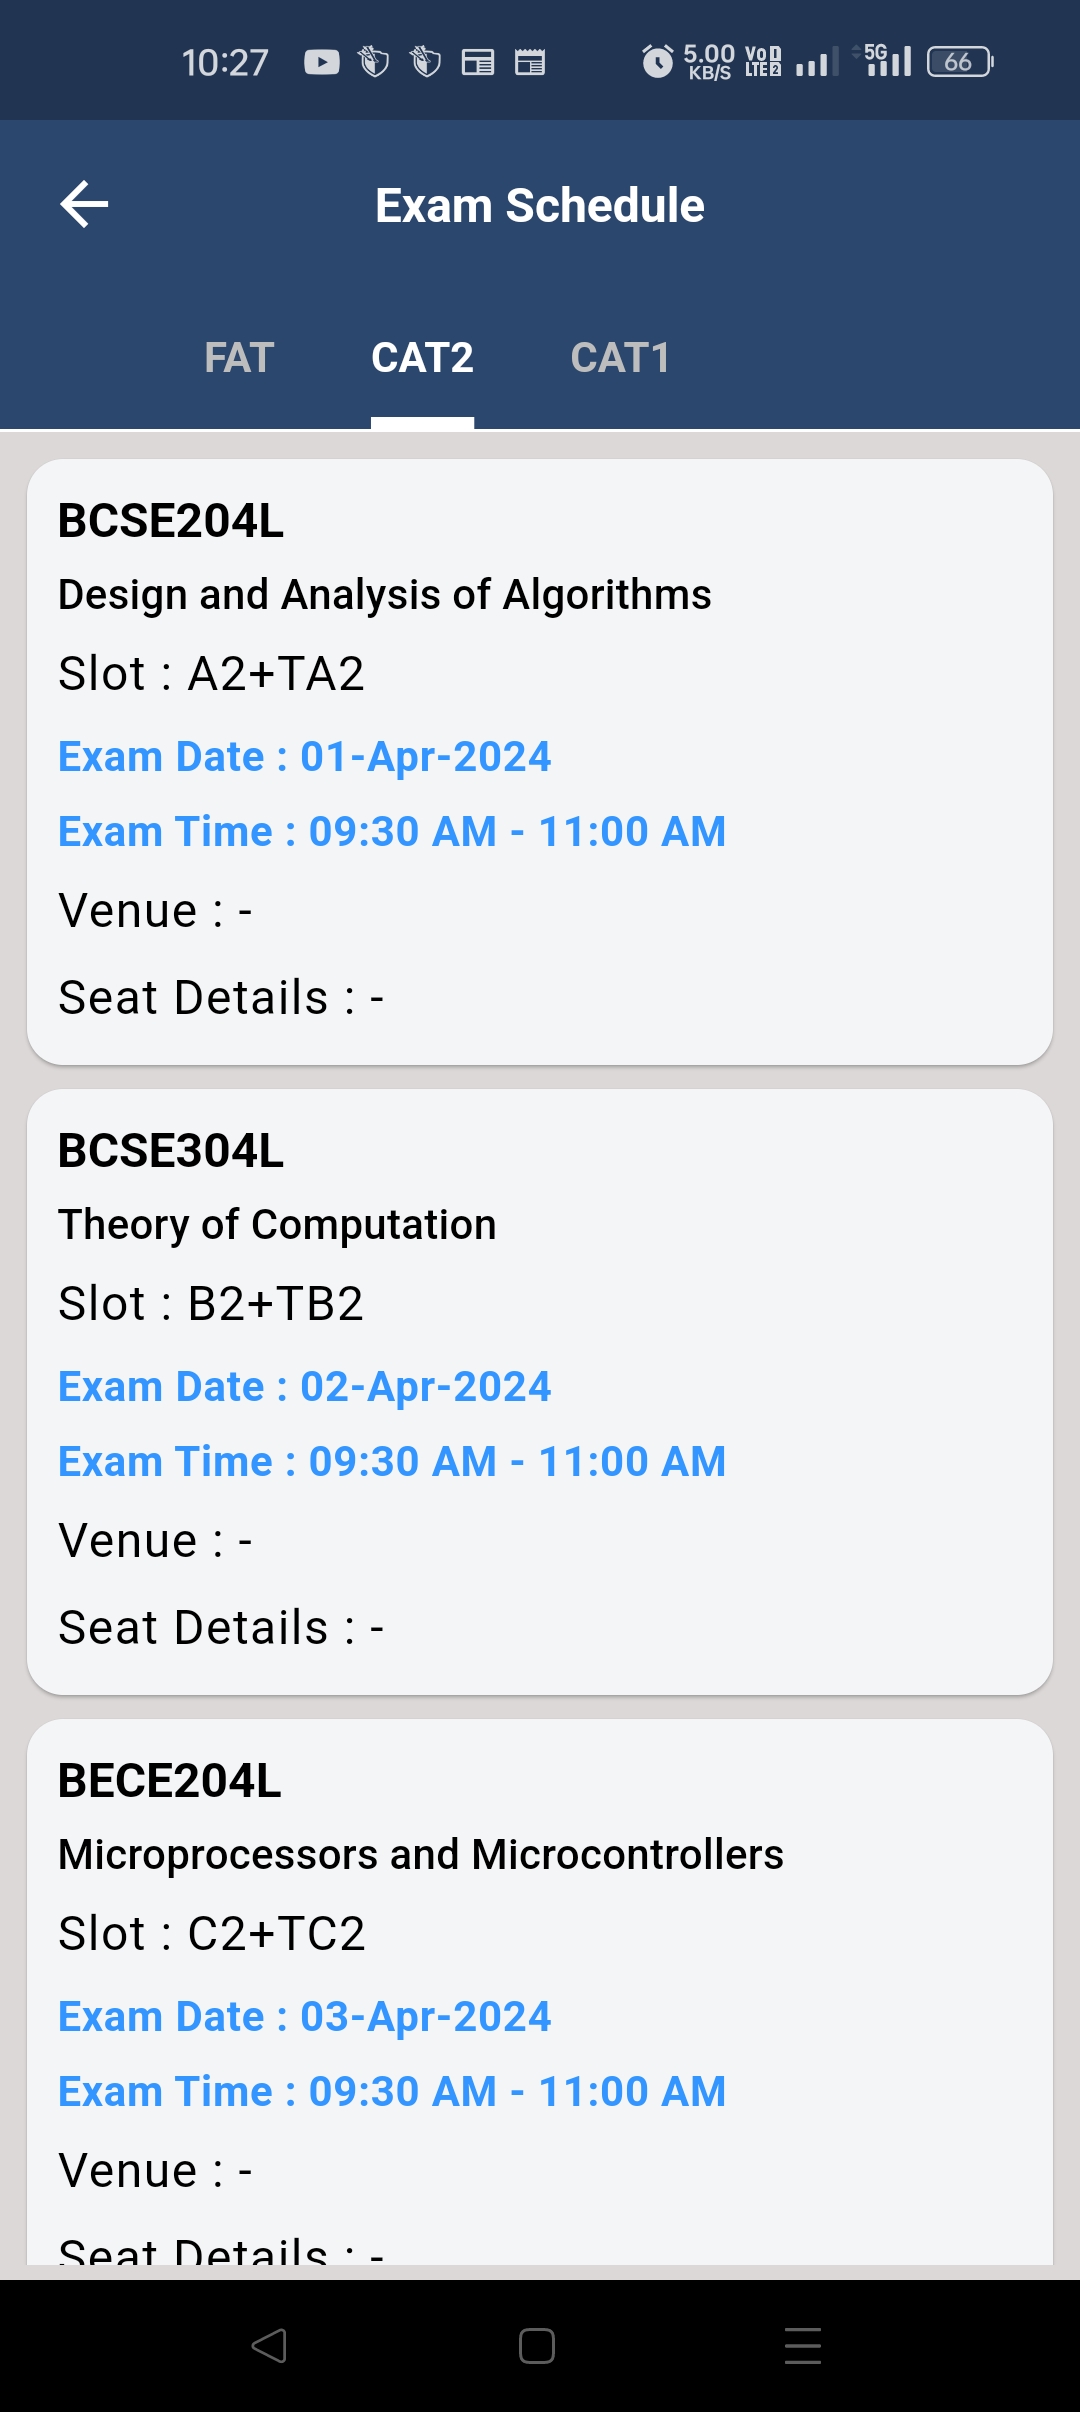 10:27 5.00 KB/S Vo 1 LTE 2 5G 66
Exam Schedule
FAT CAT2 CAT1
BCSE204L
Design and Analysis of Algorithms
Slot : A2+TA2
Exam Date : 01-Apr-2024
Exam Time : 09:30 AM - 11:00 AM
Venue : -
Seat Details : -
BCSE304L
Theory of Computation
Slot : B2+TB2
Exam Date : 02-Apr-2024
Exam Time : 09:30 AM - 11:00 AM
Venue : -
Seat Details : -
BECE204L
Microprocessors and Microcontrollers
Slot : C2+TC2
Exam Date : 03-Apr-2024
Exam Time : 09:30 AM - 11:00 AM
Venue : -
Seat Details : -